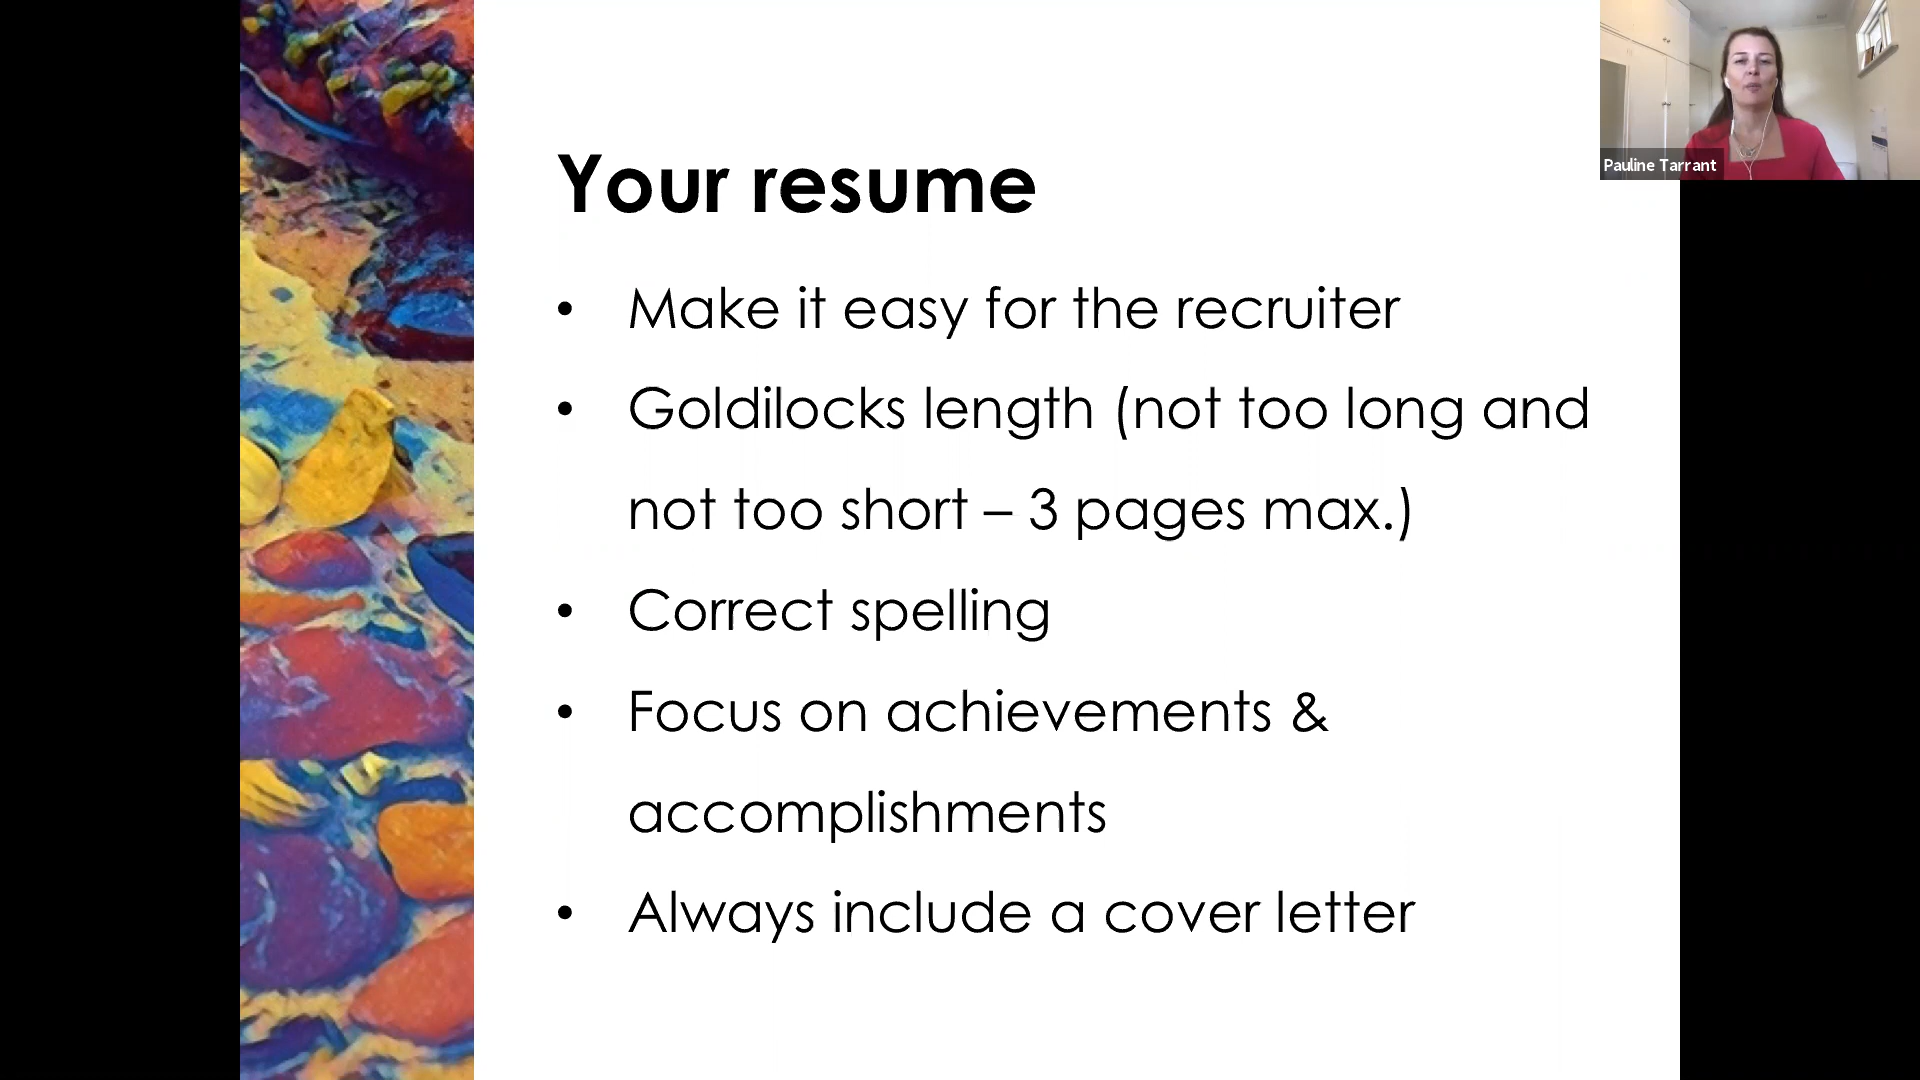 Your resume
• Make it easy for the recruiter
• Goldilocks length (not too long and
not too short – 3 pages max.)
• Correct spelling
• Focus on achievements &
accomplishments
• Always include a cover letter
Pauline Tarrant